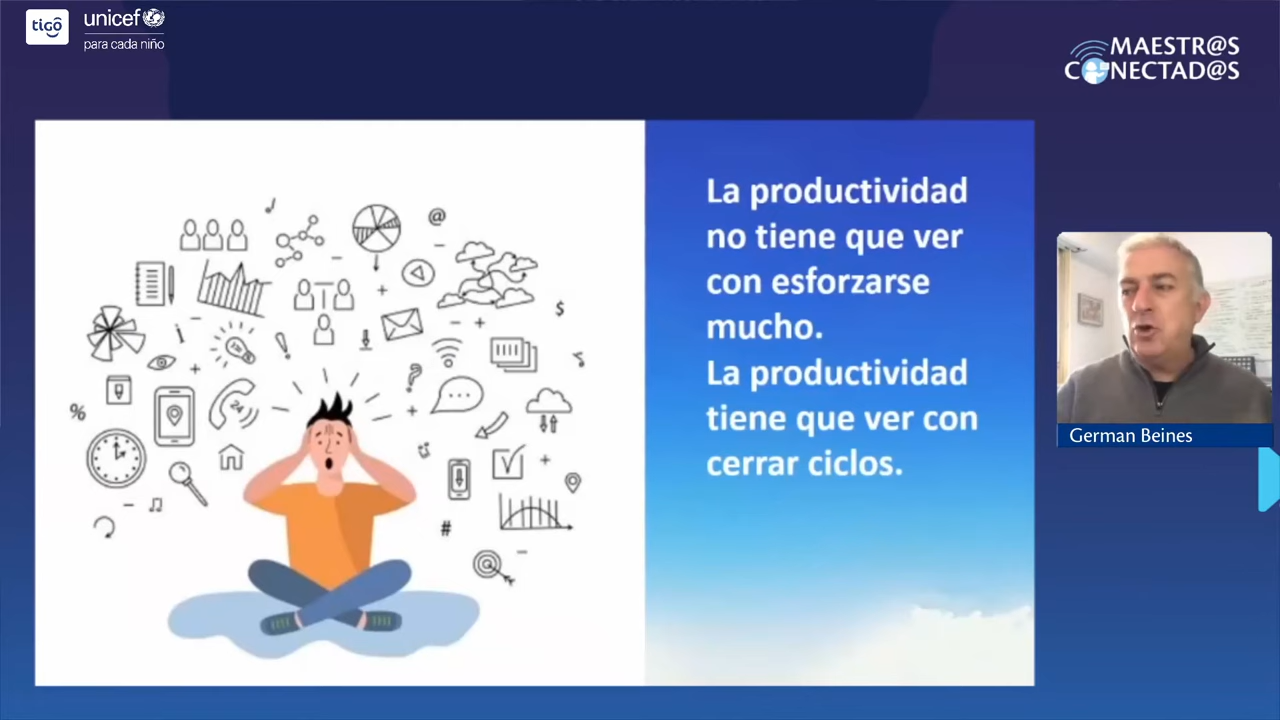 tigo
unicef
para cada niño
MAESTR@S
CONECTAD@S
La productividad
no tiene que ver
con esforzarse
mucho.
La productividad
tiene que ver con
cerrar ciclos.
German Beines
@
$
%
#